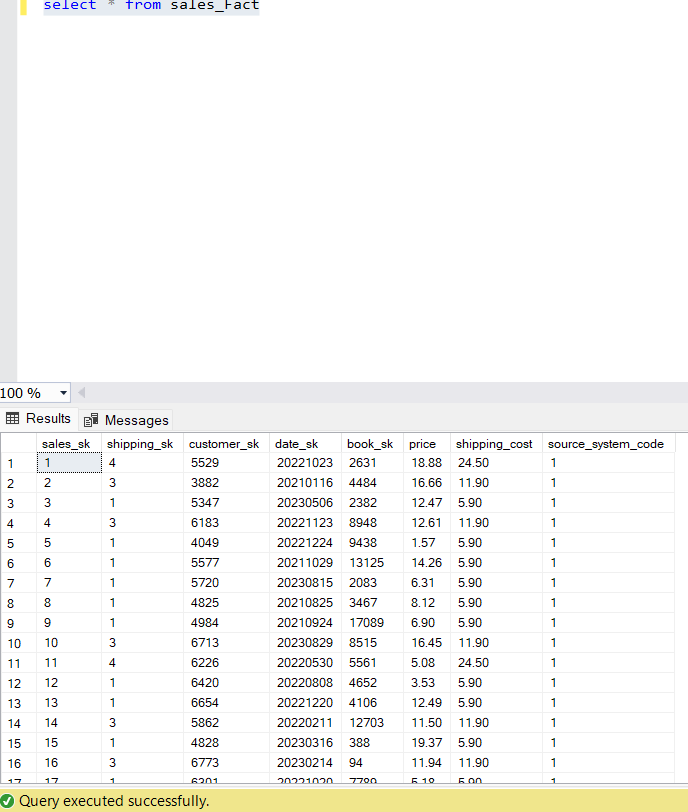 select * from sales_Fact
100 %
Results Messages
sales_sk shipping_sk customer_sk date_sk book_sk price shipping_cost source_system_code
1 1 4 5529 20221023 2631 18.88 24.50 1
2 2 3 3882 20210116 4484 16.66 11.90 1
3 3 1 5347 20230506 2382 12.47 5.90 1
4 4 3 6183 20221123 8948 12.61 11.90 1
5 5 1 4049 20221224 9438 1.57 5.90 1
6 6 1 5577 20211029 13125 14.26 5.90 1
7 7 1 5720 20230815 2083 6.31 5.90 1
8 8 1 4825 20210825 3467 8.12 5.90 1
9 9 1 4984 20210924 17089 6.90 5.90 1
10 10 3 6713 20230829 8515 16.45 11.90 1
11 11 4 6226 20220530 5561 5.08 24.50 1
12 12 1 6420 20220808 4652 3.53 5.90 1
13 13 1 6654 20221220 4106 12.49 5.90 1
14 14 3 5862 20220211 12703 11.50 11.90 1
15 15 1 4828 20230316 388 19.37 5.90 1
16 16 3 6773 20230214 94 11.94 11.90 1
17 17 1 6301 20221020 7789 5.18 5.90 1
Query executed successfully.